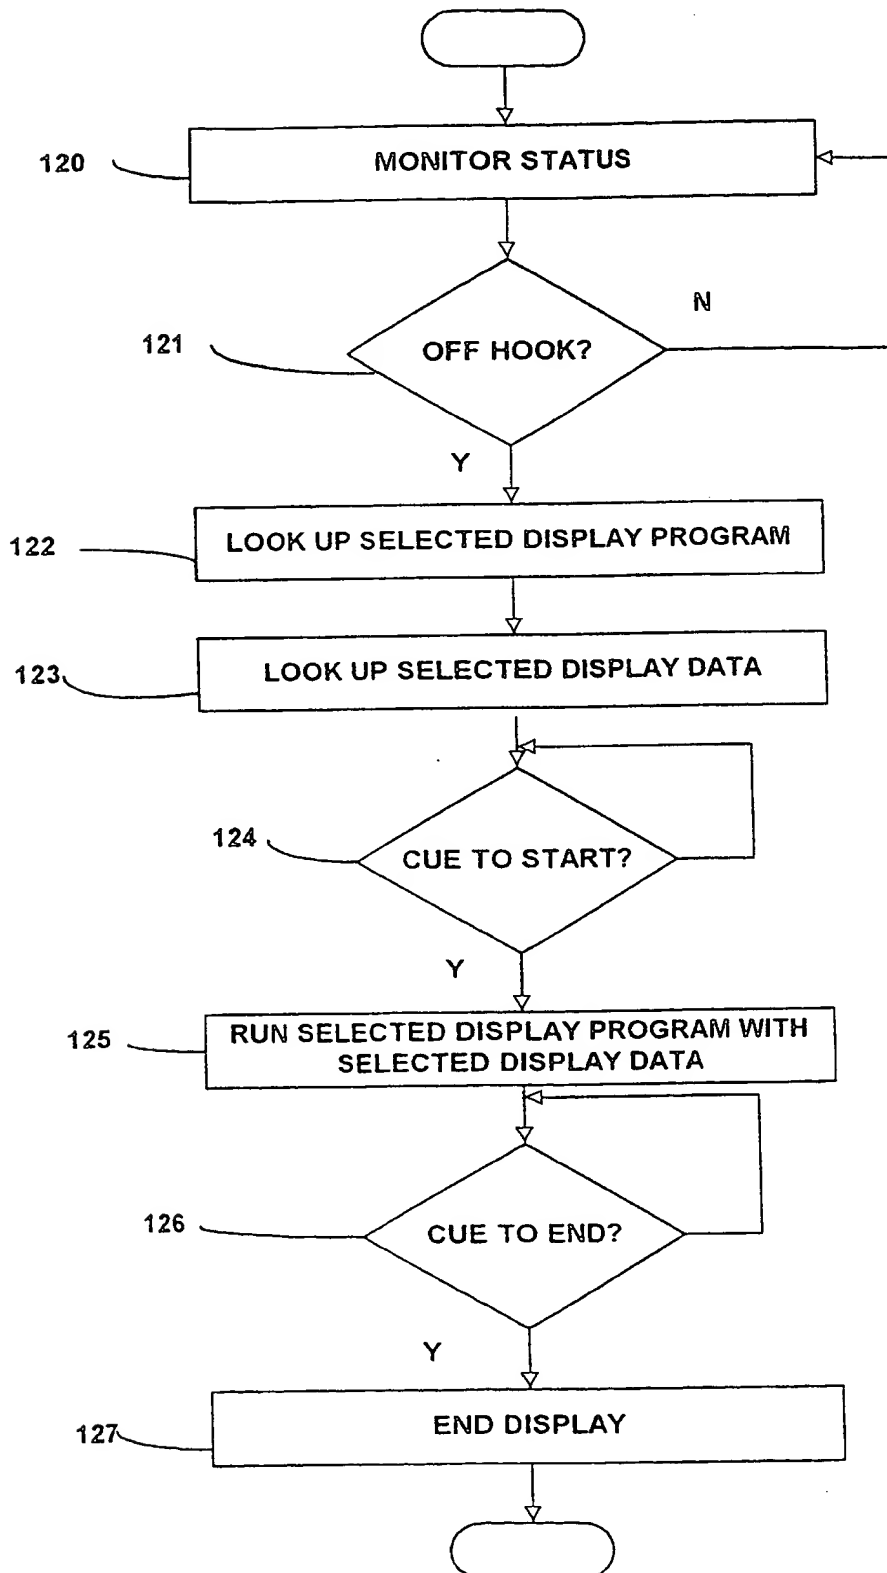 120
MONITOR STATUS
N
121
OFF HOOK?
Y
122
LOOK UP SELECTED DISPLAY PROGRAM
123
LOOK UP SELECTED DISPLAY DATA
124
CUE TO START?
Y
125
RUN SELECTED DISPLAY PROGRAM WITH
SELECTED DISPLAY DATA
126
CUE TO END?
Y
127
END DISPLAY